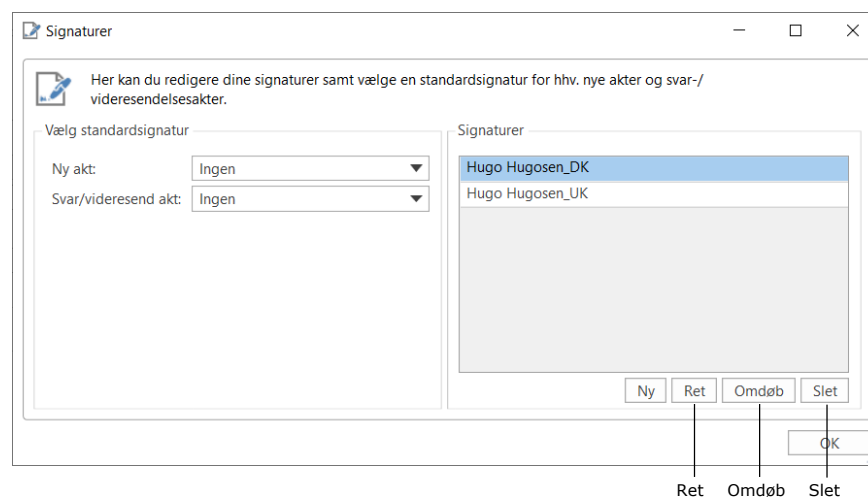 Signaturer
Her kan du redigere dine signaturer samt vælge en standardsignatur for hhv. nye akter og svar-/
videresendelsesakter.
Vælg standardsignatur
Ny akt:
Ingen
Svar/videresend akt:
Ingen
Signaturer
Hugo Hugosen_DK
Hugo Hugosen_UK
Ny
Ret
Omdøb
Slet
OK
Ret
Omdøb
Slet